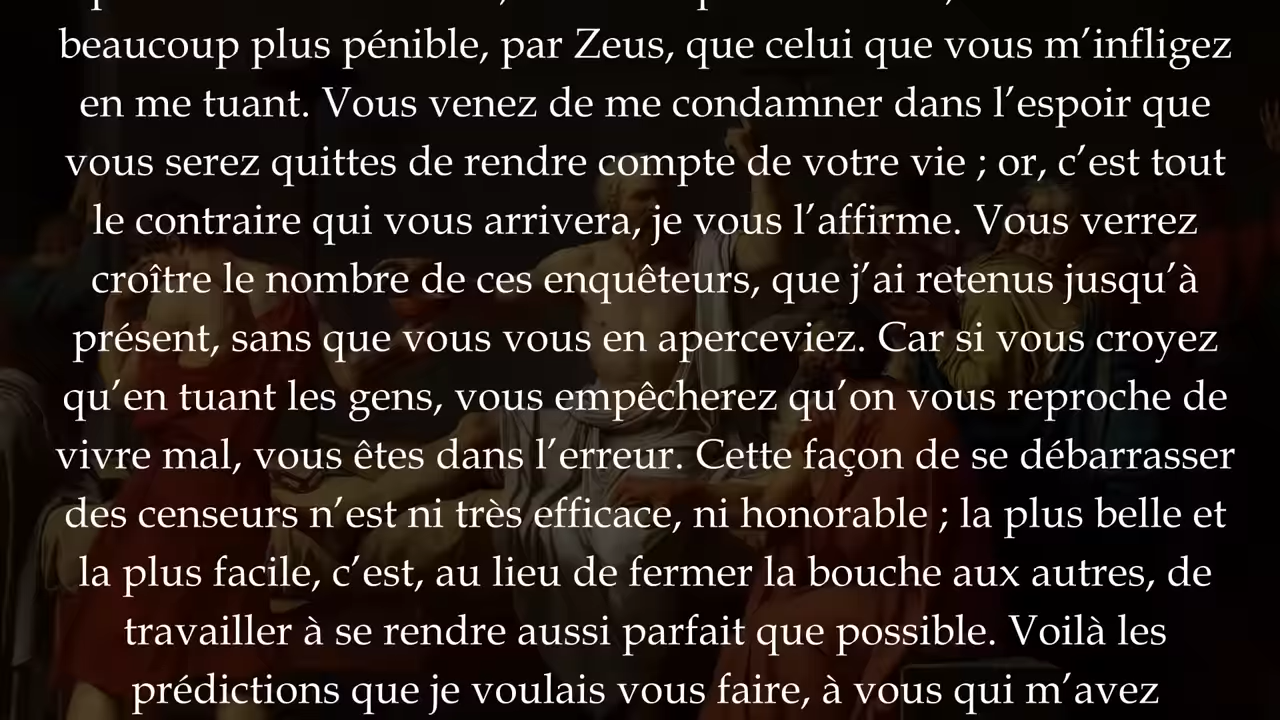 beaucoup plus pénible, par Zeus, que celui que vous m’infligez
en me tuant. Vous venez de me condamner dans l’espoir que
vous serez quittes de rendre compte de votre vie ; or, c’est tout
le contraire qui vous arrivera, je vous l’affirme. Vous verrez
croître le nombre de ces enquêteurs, que j’ai retenus jusqu’à
présent, sans que vous vous en aperceviez. Car si vous croyez
qu’en tuant les gens, vous empêcherez qu’on vous reproche de
vivre mal, vous êtes dans l’erreur. Cette façon de se débarrasser
des censeurs n’est ni très efficace, ni honorable ; la plus belle et
la plus facile, c’est, au lieu de fermer la bouche aux autres, de
travailler à se rendre aussi parfait que possible. Voilà les
prédictions que je voulais vous faire, à vous qui m’avez